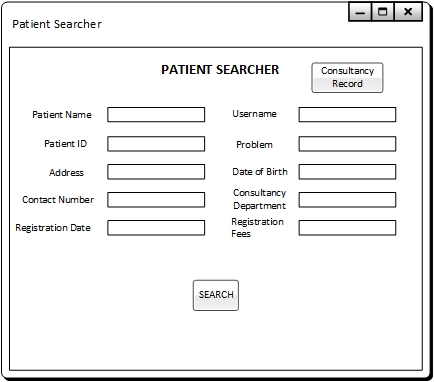 Patient Searcher
PATIENT SEARCHER
Consultancy
Record
Patient Name
Username
Patient ID
Problem
Address
Date of Birth
Contact Number
Consultancy
Department
Registration Date
Registration
Fees
SEARCH